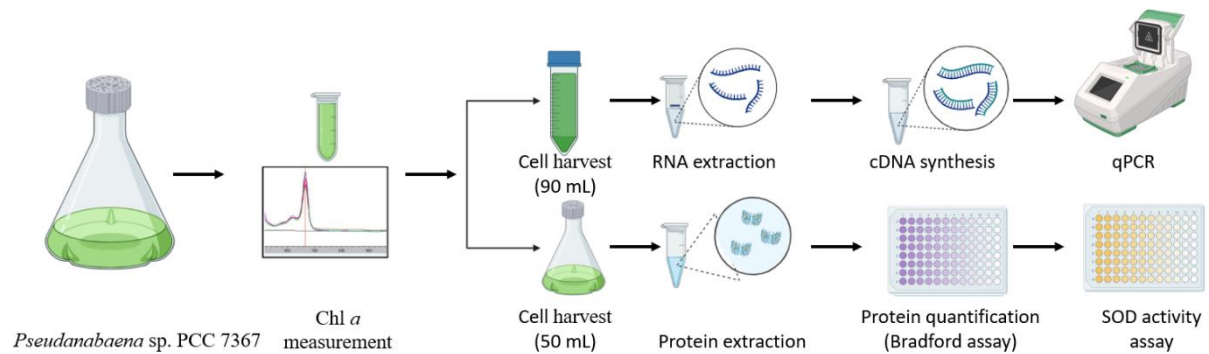 Cell harvest
(90 mL)
RNA extraction
cDNA synthesis
qPCR
Pseudanabaena sp. PCC 7367
Chl a
measurement
Cell harvest
(50 mL)
Protein extraction
Protein quantification
(Bradford assay)
SOD activity
assay